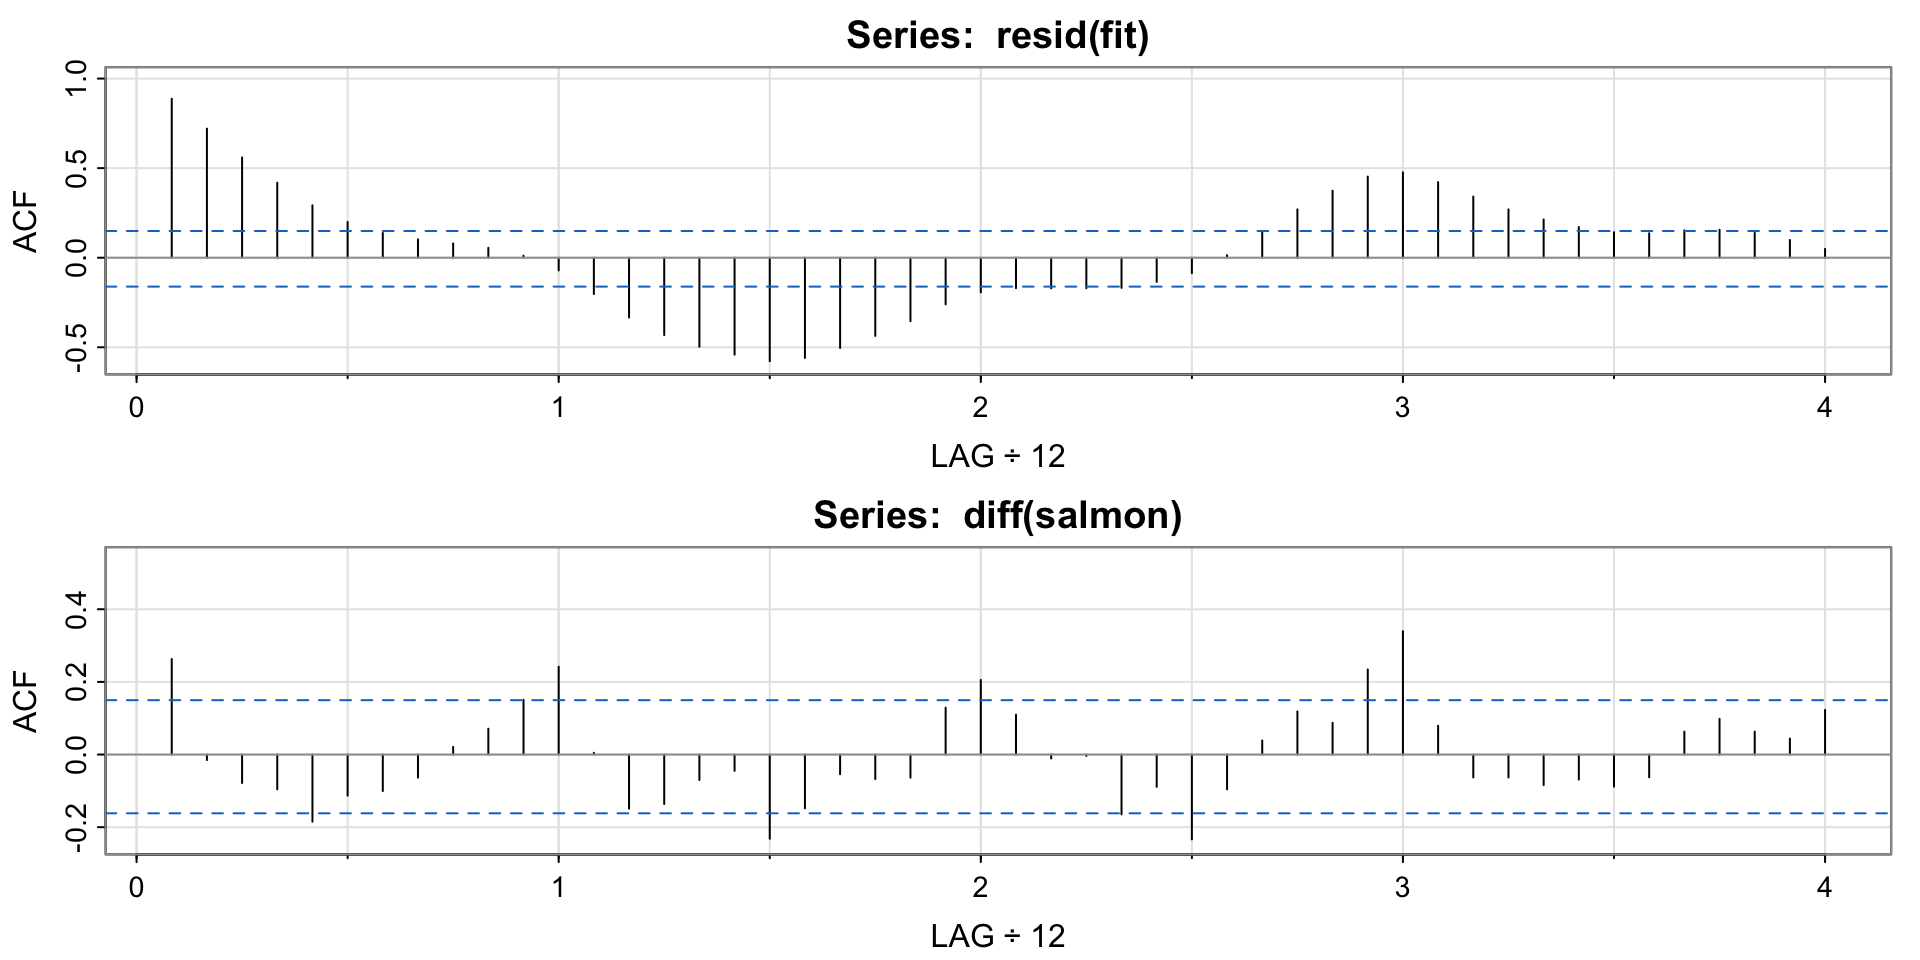 Series:  resid(fit)
ACF
1.0
0.5
0.0
-0.5
0 1 2 3 4
LAG ÷ 12
Series:  diff(salmon)
ACF
0.4
0.2
0.0
-0.2
0 1 2 3 4
LAG ÷ 12